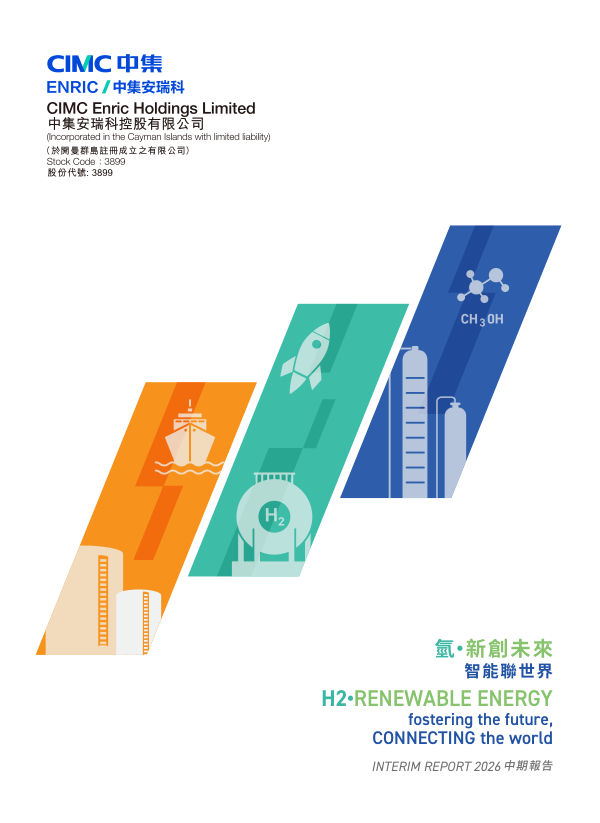 CIMC 中集
ENRIC / 中集安瑞科
CIMC Enric Holdings Limited
中集安瑞科控股有限公司
(Incorporated in the Cayman Islands with limited liability)
(於開曼群島註冊成立之有限公司)
Stock Code : 3899
股份代號: 3899
CH3OH
H2
氫•新創未來
智能聯世界
H2•RENEWABLE ENERGY
fostering the future,
CONNECTING the world
INTERIM REPORT 2026 中期報告